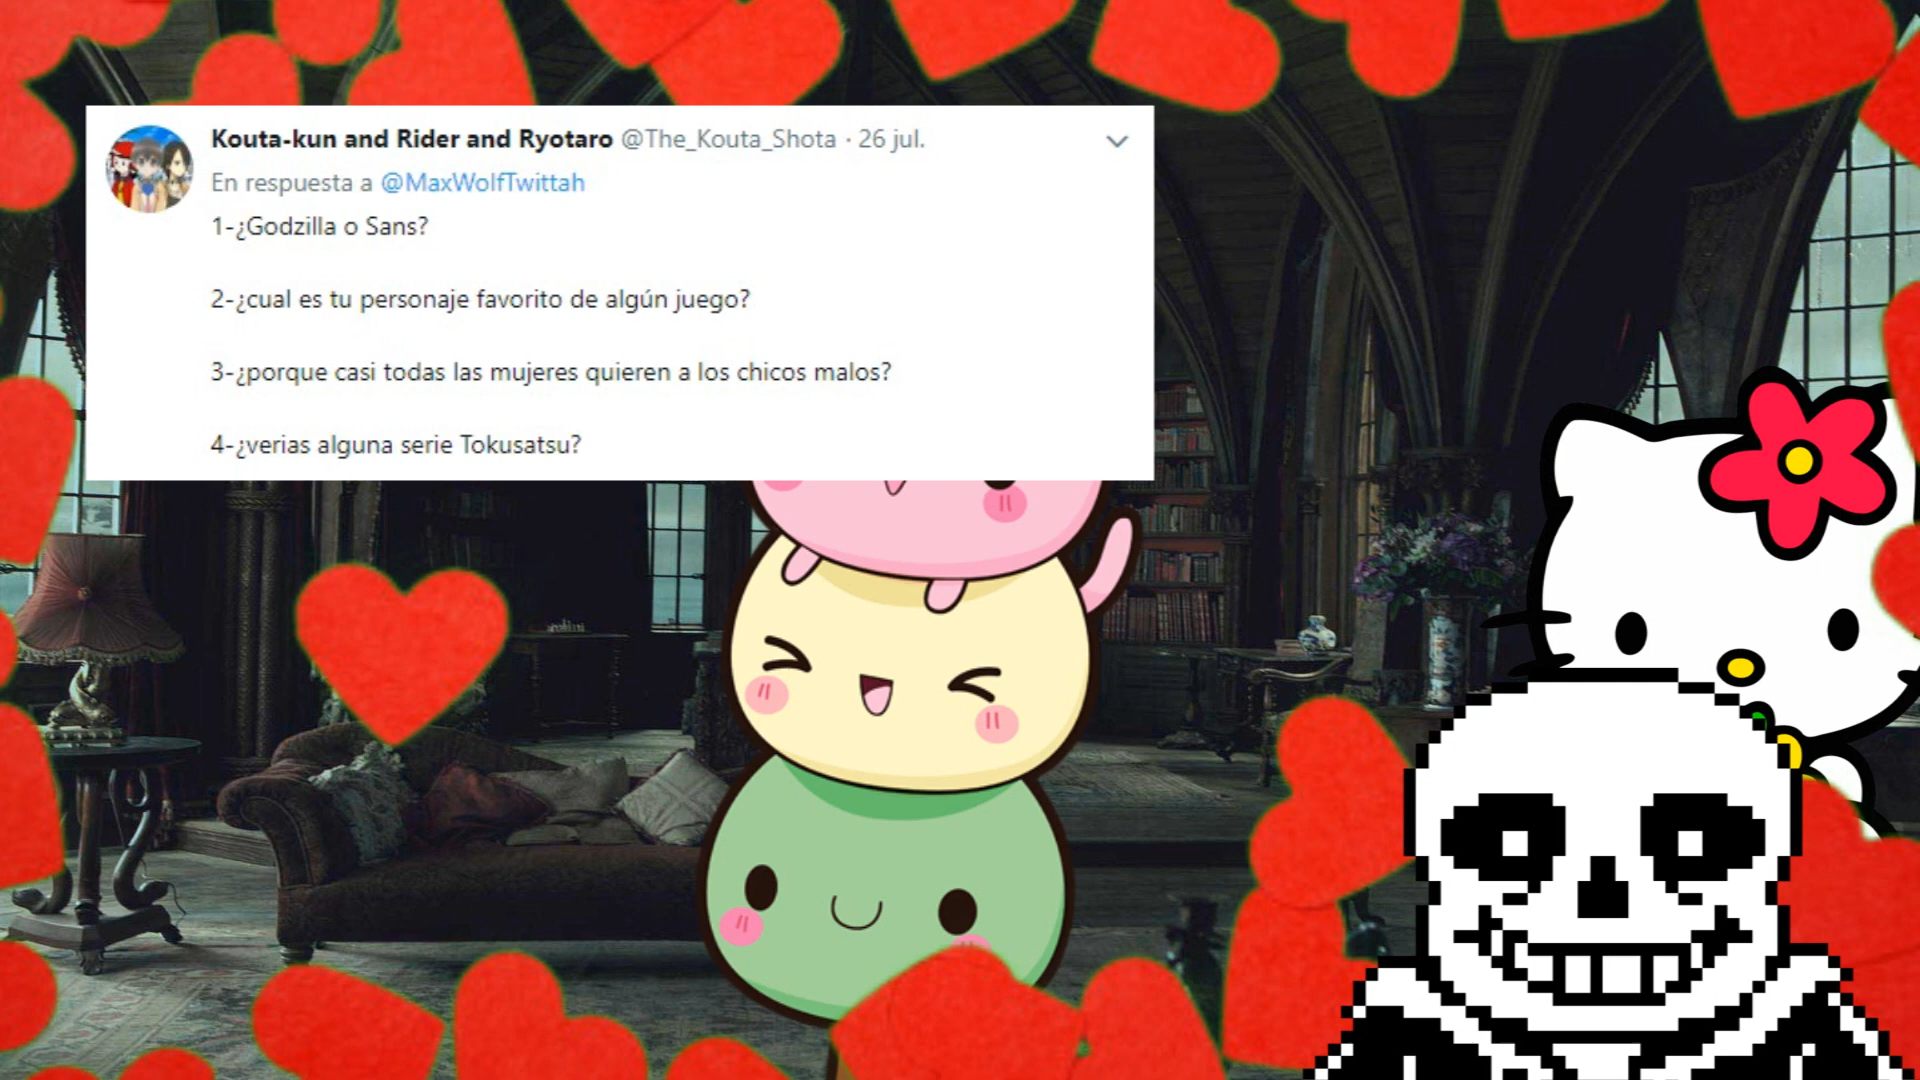 Kouta-kun and Rider and Ryotaro @The_Kouta_Shota · 26 jul.
En respuesta a @MaxWolfTwittah
1-¿Godzilla o Sans?
2-¿cual es tu personaje favorito de algún juego?
3-¿porque casi todas las mujeres quieren a los chicos malos?
4-¿verias alguna serie Tokusatsu?